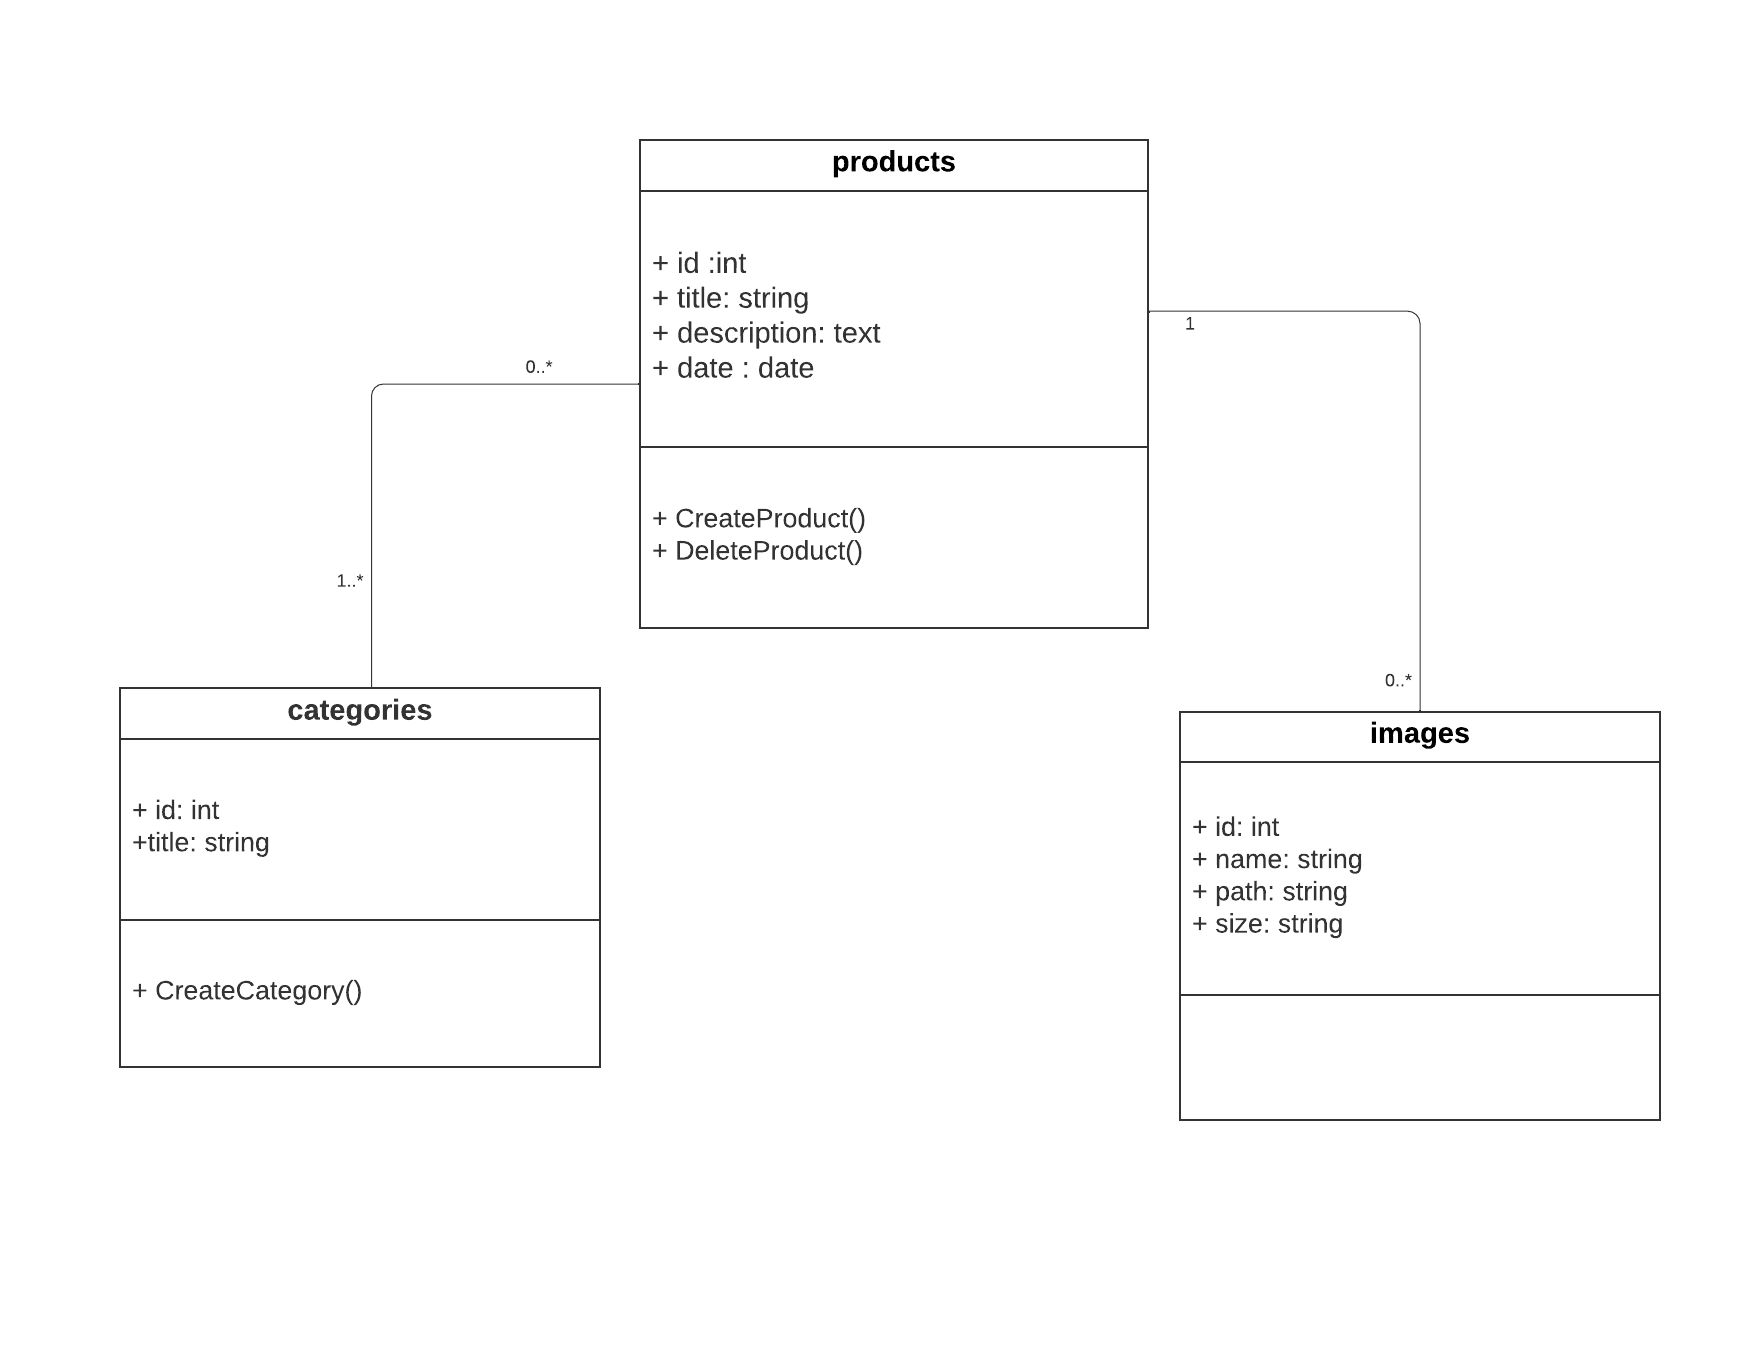 products
+ id :int
+ title: string
+ description: text
+ date : date
+ CreateProduct()
+ DeleteProduct()
0..*
1..*
1
0..*
categories
+ id: int
+title: string
+ CreateCategory()
images
+ id: int
+ name: string
+ path: string
+ size: string